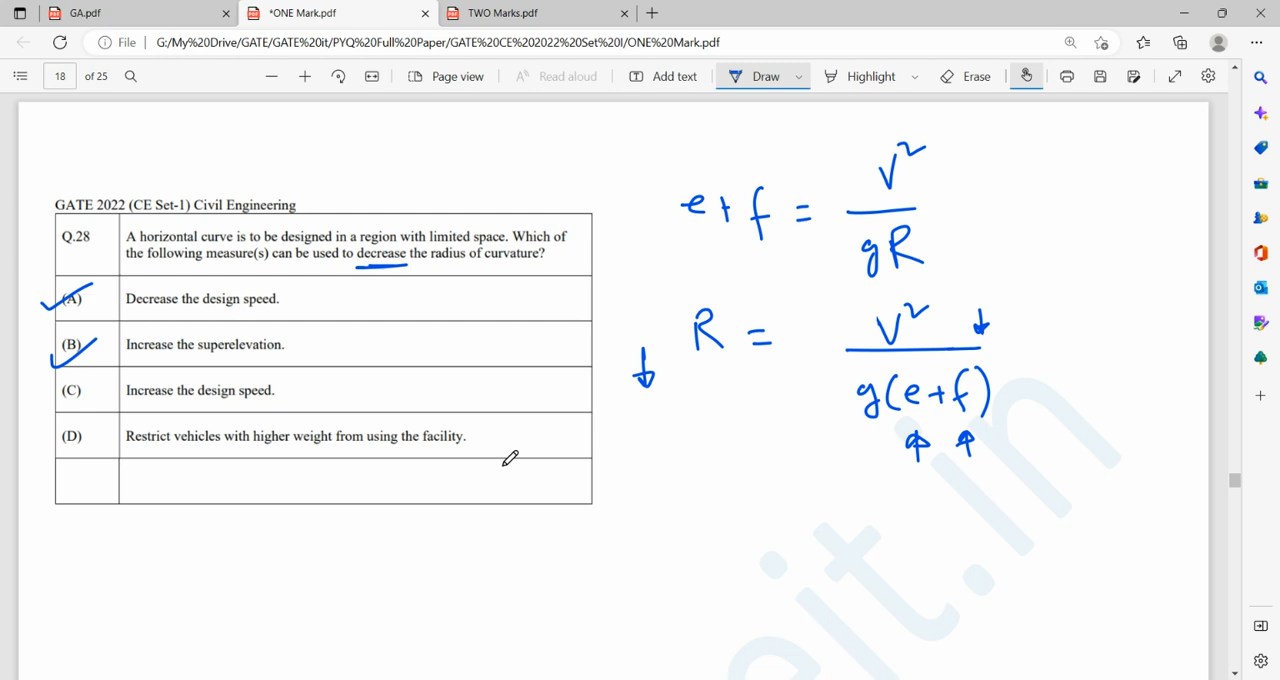 GA.pdf
*ONE Mark.pdf
TWO Marks.pdf
File
G:/My%20Drive/GATE/GATE%20it/PYQ%20Full%20Paper/GATE%20CE%202022%20Set%20I/ONE%20Mark.pdf
18 of 25
Page view
Read aloud
Add text
Draw
Highlight
Erase
GATE 2022 (CE Set-1) Civil Engineering
Q.28 A horizontal curve is to be designed in a region with limited space. Which of
the following measure(s) can be used to decrease the radius of curvature?
(A) Decrease the design speed.
(B) Increase the superelevation.
(C) Increase the design speed.
(D) Restrict vehicles with higher weight from using the facility.
e + f = V²
gR
R = V² ↓
↓
g(e+f)
↑ ↑
eit.in